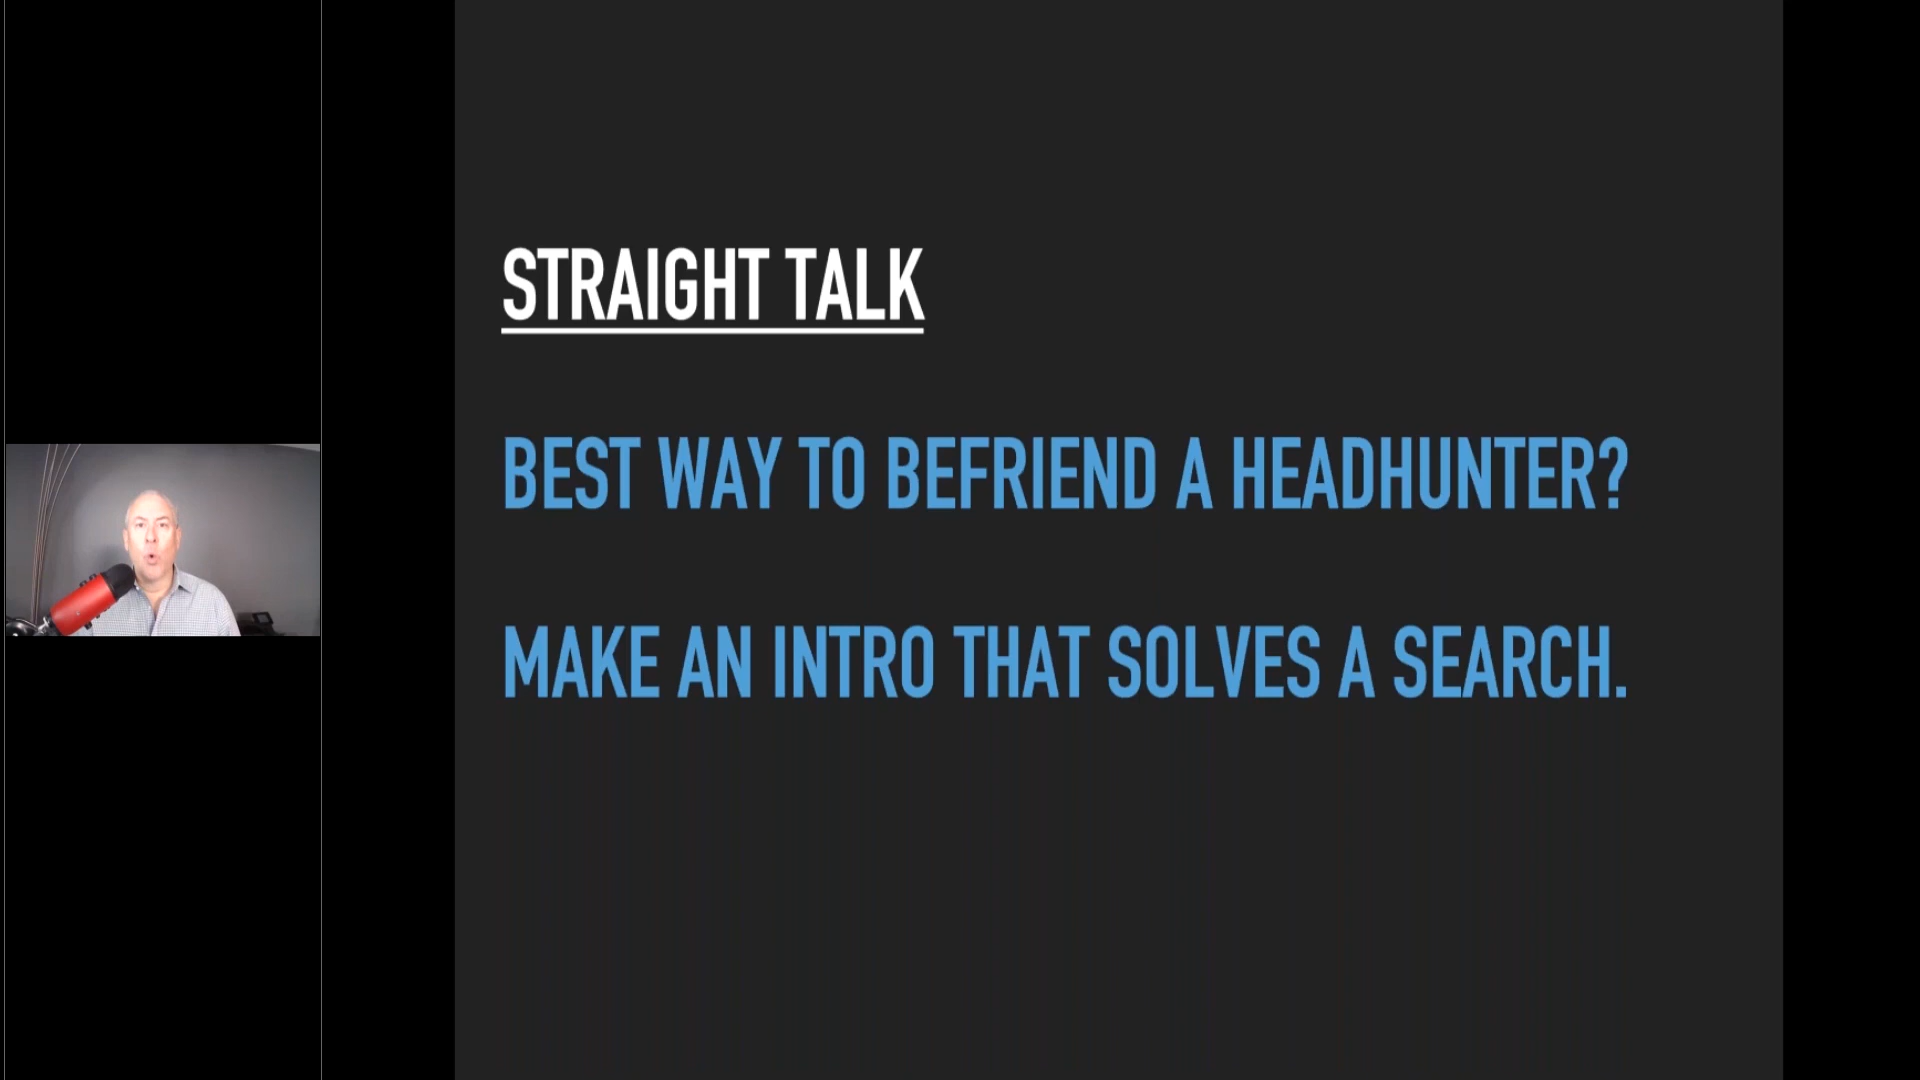 STRAIGHT TALK
BEST WAY TO BEFRIEND A HEADHUNTER?
MAKE AN INTRO THAT SOLVES A SEARCH.